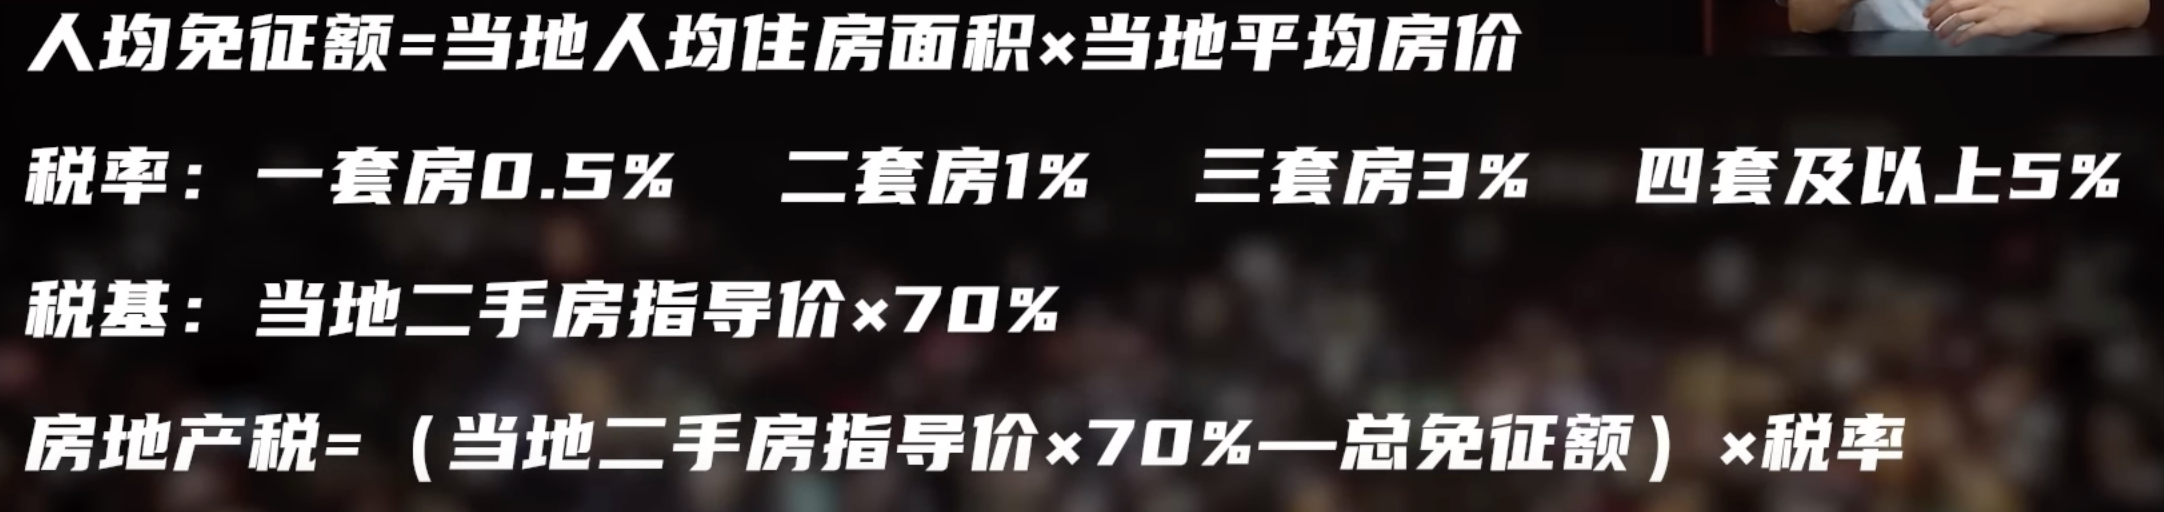 人均免征额=当地人均住房面积×当地平均房价
税率：一套房0.5% 二套房1% 三套房3% 四套及以上5%
税基：当地二手房指导价×70%
房地产税=（当地二手房指导价×70%—总免征额）×税率